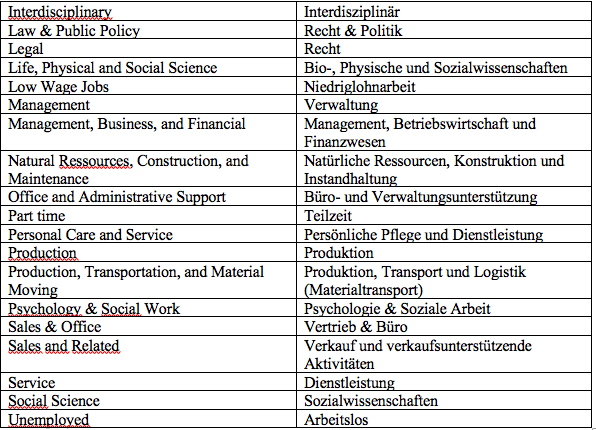 Interdisciplinary Interdisziplinär
Law & Public Policy Recht & Politik
Legal Recht
Life, Physical and Social Science Bio-, Physische und Sozialwissenschaften
Low Wage Jobs Niedriglohnarbeit
Management Verwaltung
Management, Business, and Financial Management, Betriebswirtschaft und
Finanzwesen
Natural Ressources, Construction, and Natürliche Ressourcen, Konstruktion und
Maintenance Instandhaltung
Office and Administrative Support Büro- und Verwaltungsunterstützung
Part time Teilzeit
Personal Care and Service Persönliche Pflege und Dienstleistung
Production Produktion
Production, Transportation, and Material Produktion, Transport und Logistik
Moving (Materialtransport)
Psychology & Social Work Psychologie & Soziale Arbeit
Sales & Office Vertrieb & Büro
Sales and Related Verkauf und verkaufsunterstützende
Aktivitäten
Service Dienstleistung
Social Science Sozialwissenschaften
Unemployed Arbeitslos